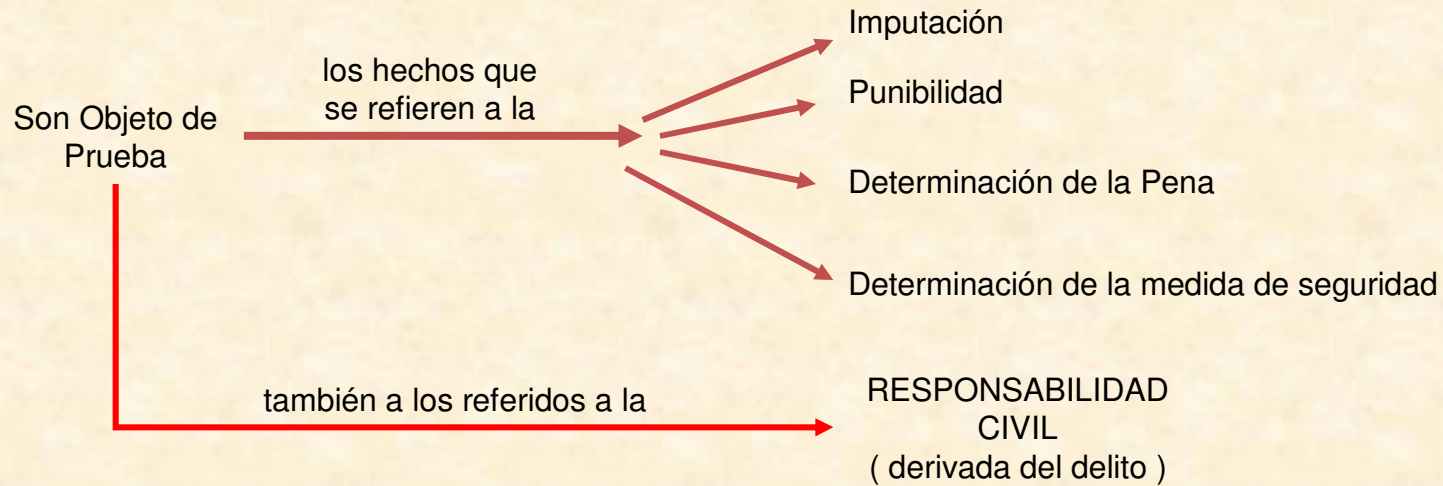 Son Objeto de
Prueba
los hechos que
se refieren a la
Imputación
Punibilidad
Determinación de la Pena
Determinación de la medida de seguridad
también a los referidos a la
RESPONSABILIDAD
CIVIL
( derivada del delito )